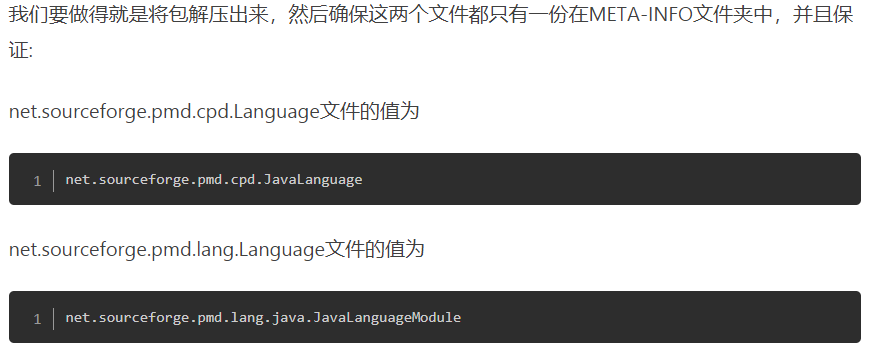 我们要做得就是将包解压出来，然后确保这两个文件都只有一份在META-INFO文件夹中，并且保
证:
net.sourceforge.pmd.cpd.Language文件的值为
1 net.sourceforge.pmd.cpd.JavaLanguage
net.sourceforge.pmd.lang.Language文件的值为
1 net.sourceforge.pmd.lang.java.JavaLanguageModule